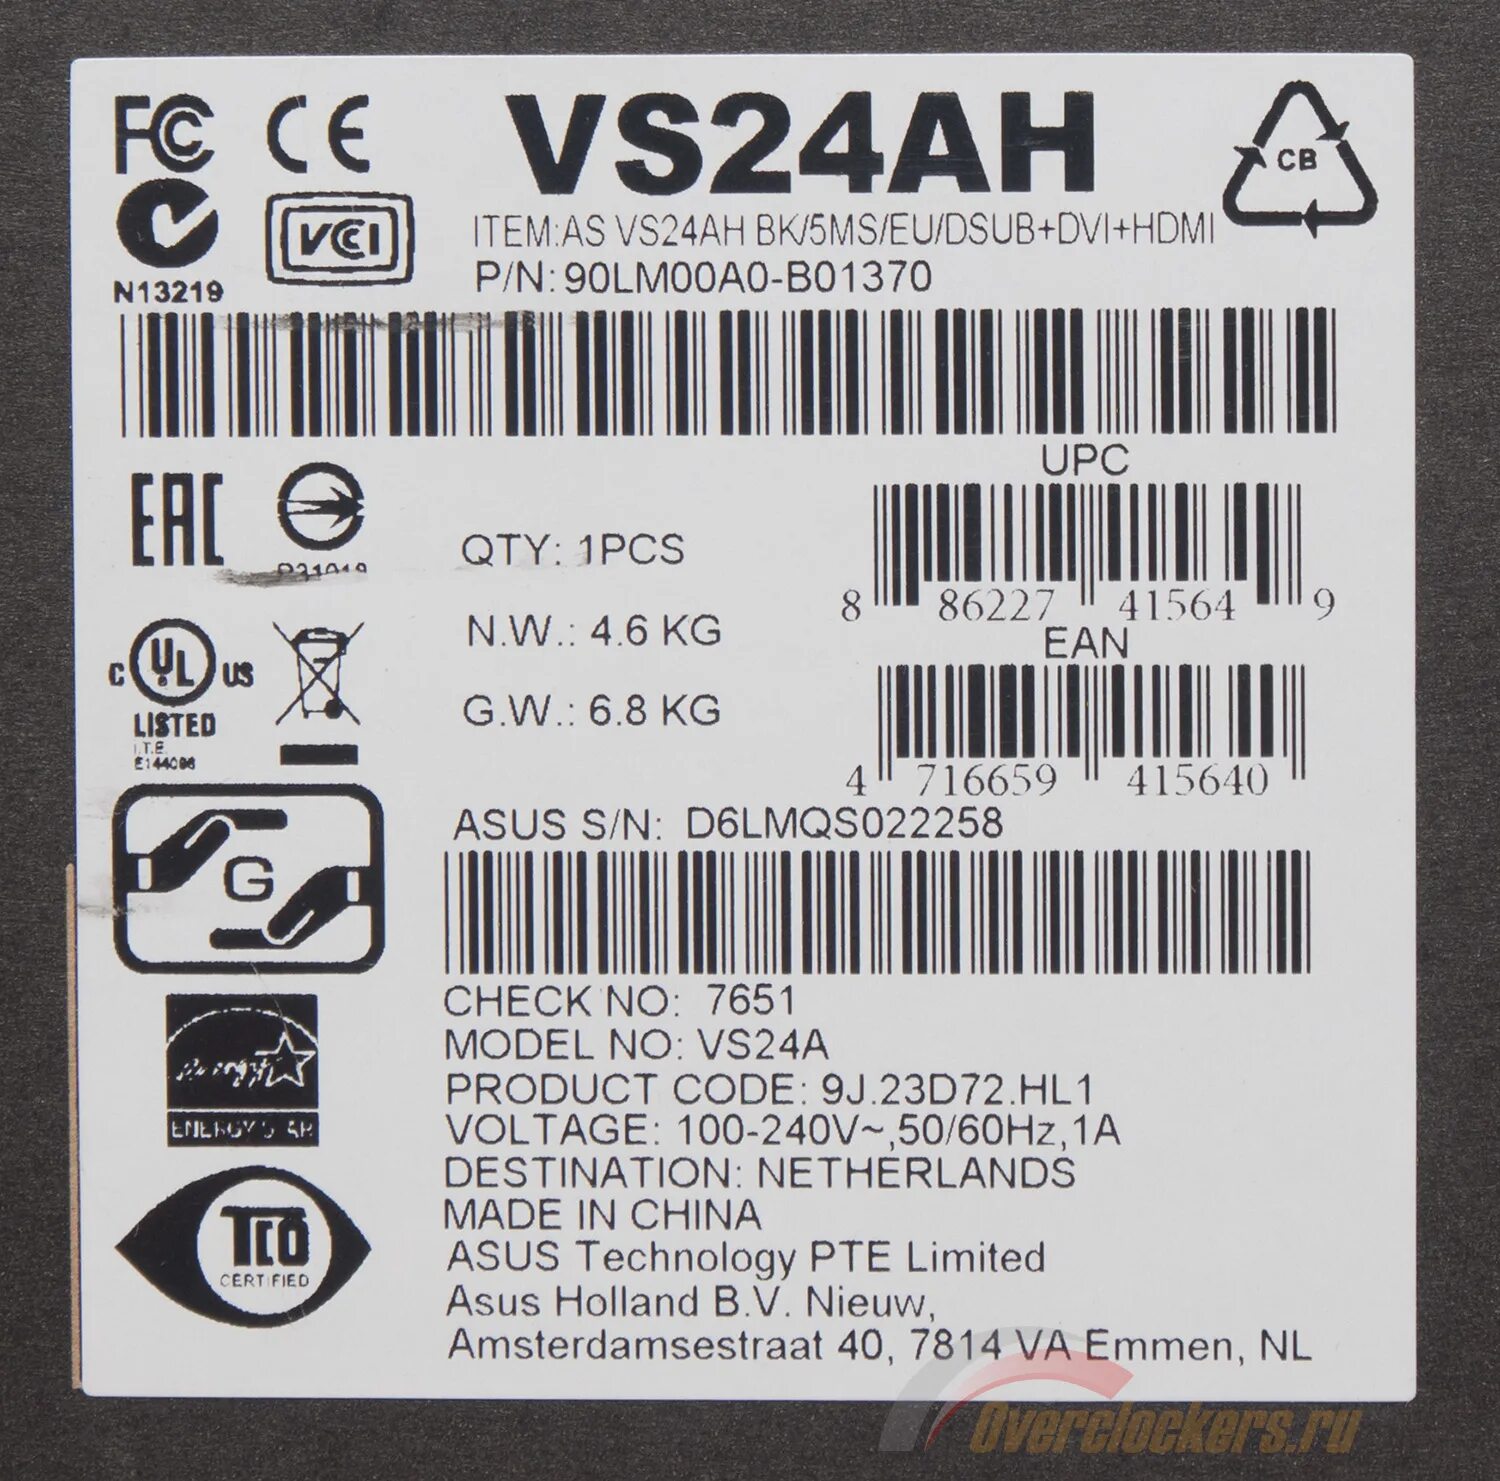 FC CE VS24AH
CB
VCCI
ITEM:AS VS24AH BK/5MS/EU/DSUB+DVI+HDMI
N13219
P/N: 90LM00A0-B01370
UPC
EAC
QTY: 1PCS
8 86227 41564 9
EAN
N.W.: 4.6 KG
C UL US
LISTED
I.T.E.
E144096
G.W.: 6.8 KG
4 716659 415640
ASUS S/N: D6LMQS022258
G
CHECK NO: 7651
MODEL NO: VS24A
PRODUCT CODE: 9J.23D72.HL1
energy
ENERGY STAR
VOLTAGE: 100-240V~,50/60Hz,1A
DESTINATION: NETHERLANDS
MADE IN CHINA
TCO
CERTIFIED
ASUS Technology PTE Limited
Asus Holland B.V. Nieuw,
Amsterdamsestraat 40, 7814 VA Emmen, NL
Overclockers.ru